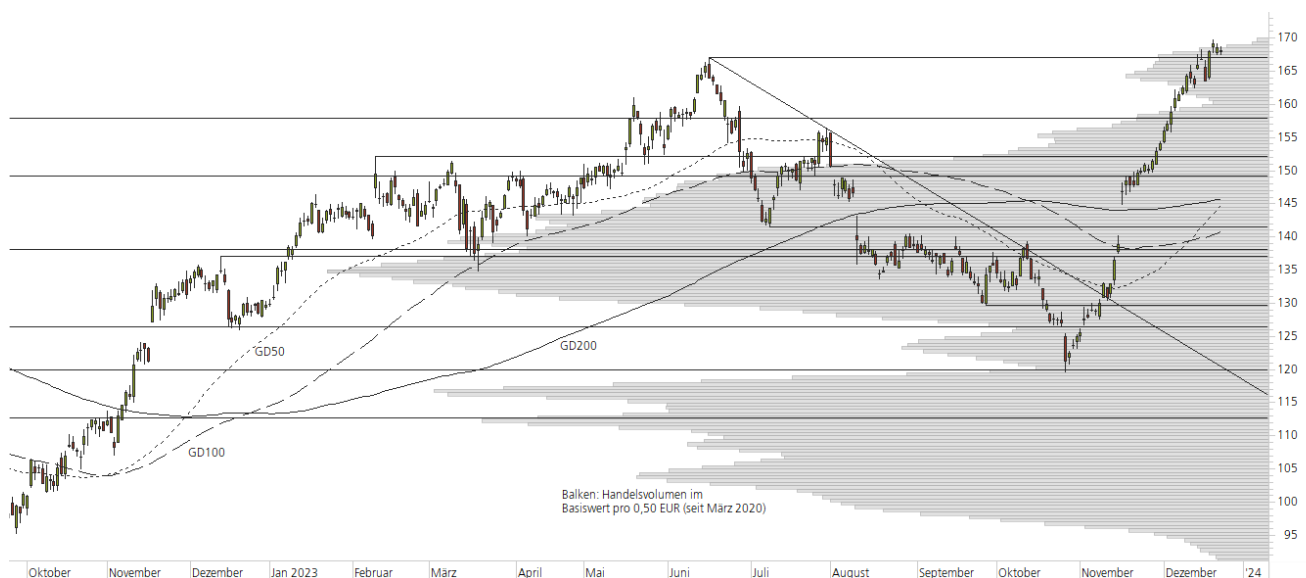 170
165
160
155
150
145
140
135
130
125
120
115
110
105
100
95
GD50
GD200
GD100
Balken: Handelsvolumen im
Basiswert pro 0,50 EUR (seit März 2020)
Oktober November Dezember Jan 2023 Februar März April Mai Juni Juli August September Oktober November Dezember '24